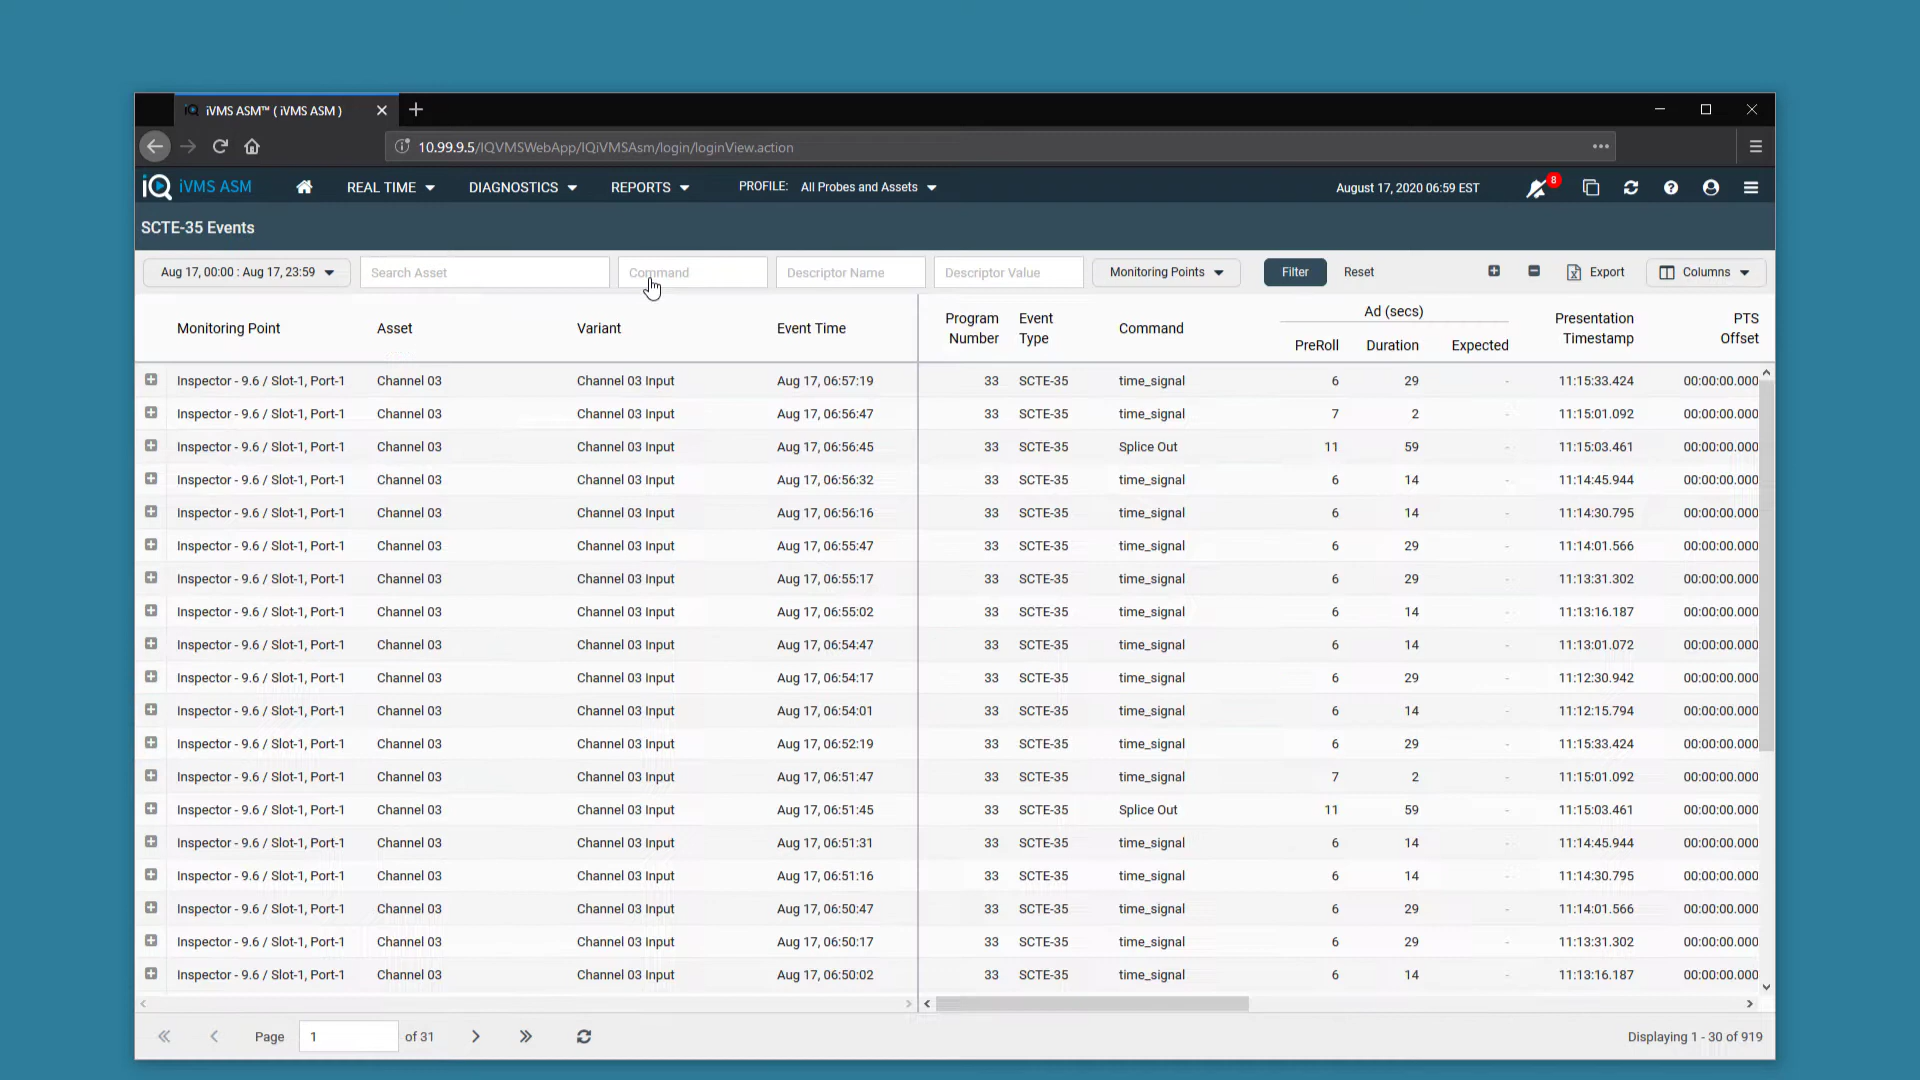 iVMS ASM™ ( iVMS ASM )
10.99.9.5/IQVMSWebApp/IQiVMSAsm/login/loginView.action
iQ iVMS ASM REAL TIME DIAGNOSTICS REPORTS PROFILE: All Probes and Assets August 17, 2020 06:59 EST 8
SCTE-35 Events
Aug 17, 00:00 : Aug 17, 23:59 Search Asset Command Descriptor Name Descriptor Value Monitoring Points Filter Reset Export Columns
Monitoring Point Asset Variant Event Time Program Number Event Type Command Ad (secs) PreRoll Duration Expected Presentation Timestamp PTS Offset
Inspector - 9.6 / Slot-1, Port-1 Channel 03 Channel 03 Input Aug 17, 06:57:19 33 SCTE-35 time_signal 6 29 - 11:15:33.424 00:00:00.000
Inspector - 9.6 / Slot-1, Port-1 Channel 03 Channel 03 Input Aug 17, 06:56:47 33 SCTE-35 time_signal 7 2 - 11:15:01.092 00:00:00.000
Inspector - 9.6 / Slot-1, Port-1 Channel 03 Channel 03 Input Aug 17, 06:56:45 33 SCTE-35 Splice Out 11 59 - 11:15:03.461 00:00:00.000
Inspector - 9.6 / Slot-1, Port-1 Channel 03 Channel 03 Input Aug 17, 06:56:32 33 SCTE-35 time_signal 6 14 - 11:14:45.944 00:00:00.000
Inspector - 9.6 / Slot-1, Port-1 Channel 03 Channel 03 Input Aug 17, 06:56:16 33 SCTE-35 time_signal 6 14 - 11:14:30.795 00:00:00.000
Inspector - 9.6 / Slot-1, Port-1 Channel 03 Channel 03 Input Aug 17, 06:55:47 33 SCTE-35 time_signal 6 29 - 11:14:01.566 00:00:00.000
Inspector - 9.6 / Slot-1, Port-1 Channel 03 Channel 03 Input Aug 17, 06:55:17 33 SCTE-35 time_signal 6 29 - 11:13:31.302 00:00:00.000
Inspector - 9.6 / Slot-1, Port-1 Channel 03 Channel 03 Input Aug 17, 06:55:02 33 SCTE-35 time_signal 6 14 - 11:13:16.187 00:00:00.000
Inspector - 9.6 / Slot-1, Port-1 Channel 03 Channel 03 Input Aug 17, 06:54:47 33 SCTE-35 time_signal 6 14 - 11:13:01.072 00:00:00.000
Inspector - 9.6 / Slot-1, Port-1 Channel 03 Channel 03 Input Aug 17, 06:54:17 33 SCTE-35 time_signal 6 29 - 11:12:30.942 00:00:00.000
Inspector - 9.6 / Slot-1, Port-1 Channel 03 Channel 03 Input Aug 17, 06:54:01 33 SCTE-35 time_signal 6 14 - 11:12:15.794 00:00:00.000
Inspector - 9.6 / Slot-1, Port-1 Channel 03 Channel 03 Input Aug 17, 06:52:19 33 SCTE-35 time_signal 6 29 - 11:15:33.424 00:00:00.000
Inspector - 9.6 / Slot-1, Port-1 Channel 03 Channel 03 Input Aug 17, 06:51:47 33 SCTE-35 time_signal 7 2 - 11:15:01.092 00:00:00.000
Inspector - 9.6 / Slot-1, Port-1 Channel 03 Channel 03 Input Aug 17, 06:51:45 33 SCTE-35 Splice Out 11 59 - 11:15:03.461 00:00:00.000
Inspector - 9.6 / Slot-1, Port-1 Channel 03 Channel 03 Input Aug 17, 06:51:31 33 SCTE-35 time_signal 6 14 - 11:14:45.944 00:00:00.000
Inspector - 9.6 / Slot-1, Port-1 Channel 03 Channel 03 Input Aug 17, 06:51:16 33 SCTE-35 time_signal 6 14 - 11:14:30.795 00:00:00.000
Inspector - 9.6 / Slot-1, Port-1 Channel 03 Channel 03 Input Aug 17, 06:50:47 33 SCTE-35 time_signal 6 29 - 11:14:01.566 00:00:00.000
Inspector - 9.6 / Slot-1, Port-1 Channel 03 Channel 03 Input Aug 17, 06:50:17 33 SCTE-35 time_signal 6 29 - 11:13:31.302 00:00:00.000
Inspector - 9.6 / Slot-1, Port-1 Channel 03 Channel 03 Input Aug 17, 06:50:02 33 SCTE-35 time_signal 6 14 - 11:13:16.187 00:00:00.000
Page 1 of 31 Displaying 1 - 30 of 919